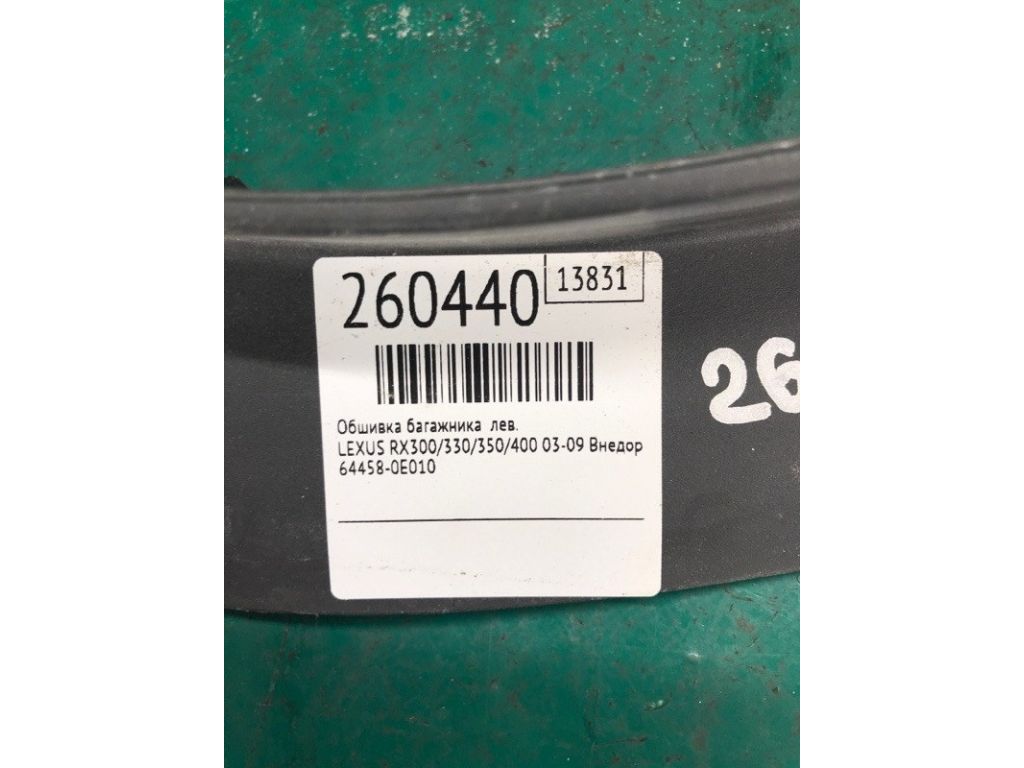 260440
13831
Обшивка багажника лев.
LEXUS RX300/330/350/400 03-09 Внедор
64458-0E010
26